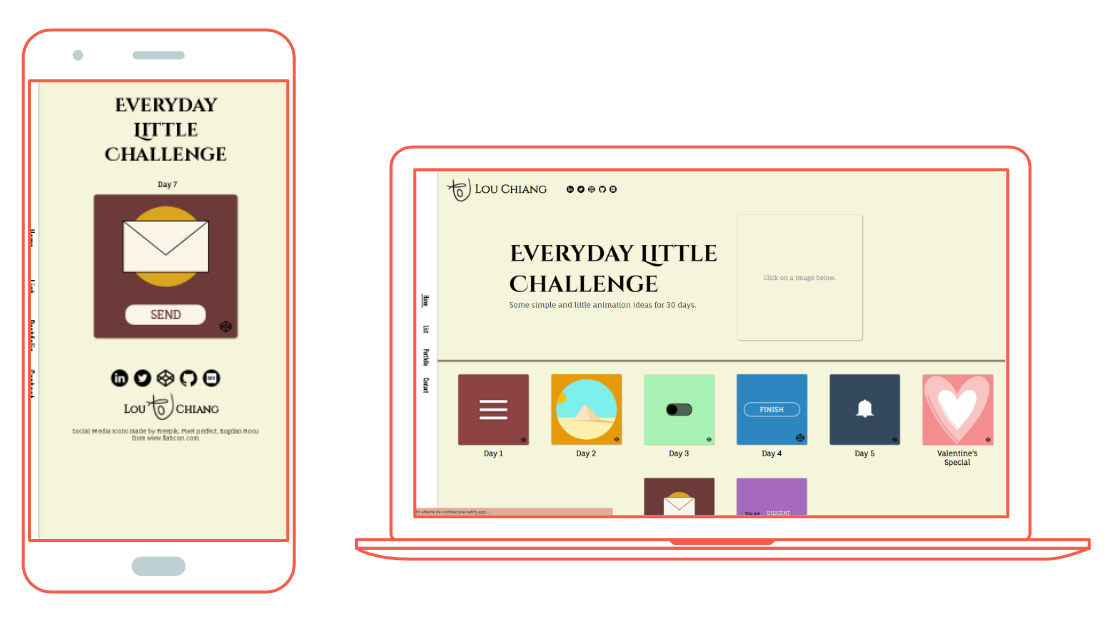 EVERYDAY
LITTLE
CHALLENGE
Day 7
SEND
in
DEV
LOU
CHIANG
Social Media Icons made by Freepik, Pixel perfect, Bogdan Rosu
from www.flaticon.com
Home
List
Portfolio
Contact
LOU CHIANG
EVERYDAY LITTLE
CHALLENGE
Some simple and little animation ideas for 30 days.
Click on a image below.
Home
List
Portfolio
Contact
FINISH
Day 1
Day 2
Day 3
Day 4
Day 5
Valentine's
Special
You are